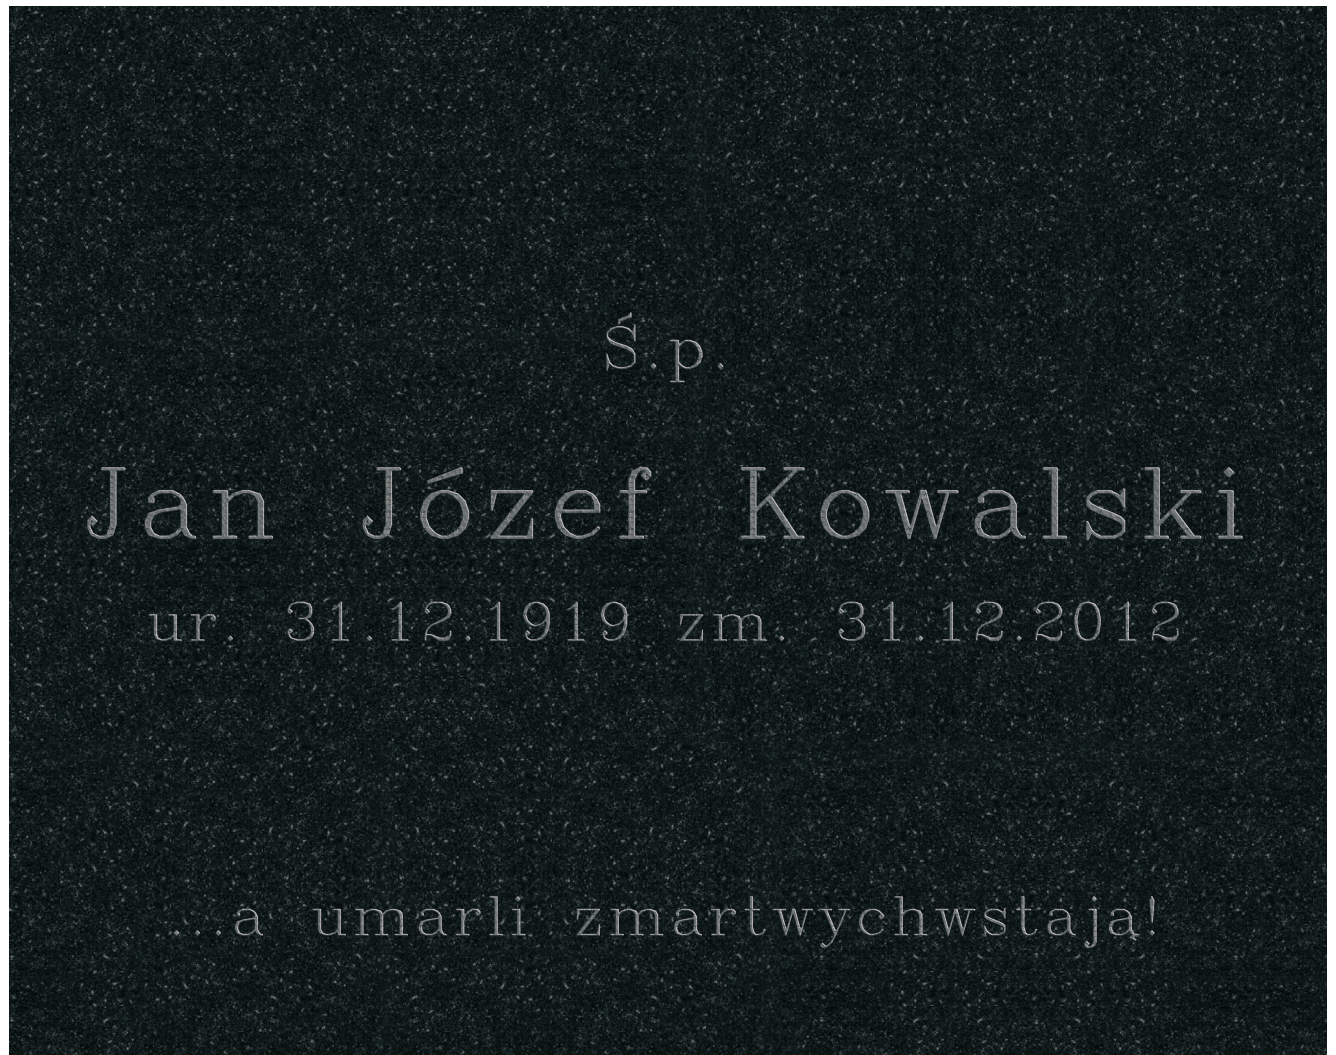 Ś.p.
Jan Józef Kowalski
ur. 31.12.1919 zm. 31.12.2012
....a umarli zmartwychwstają!